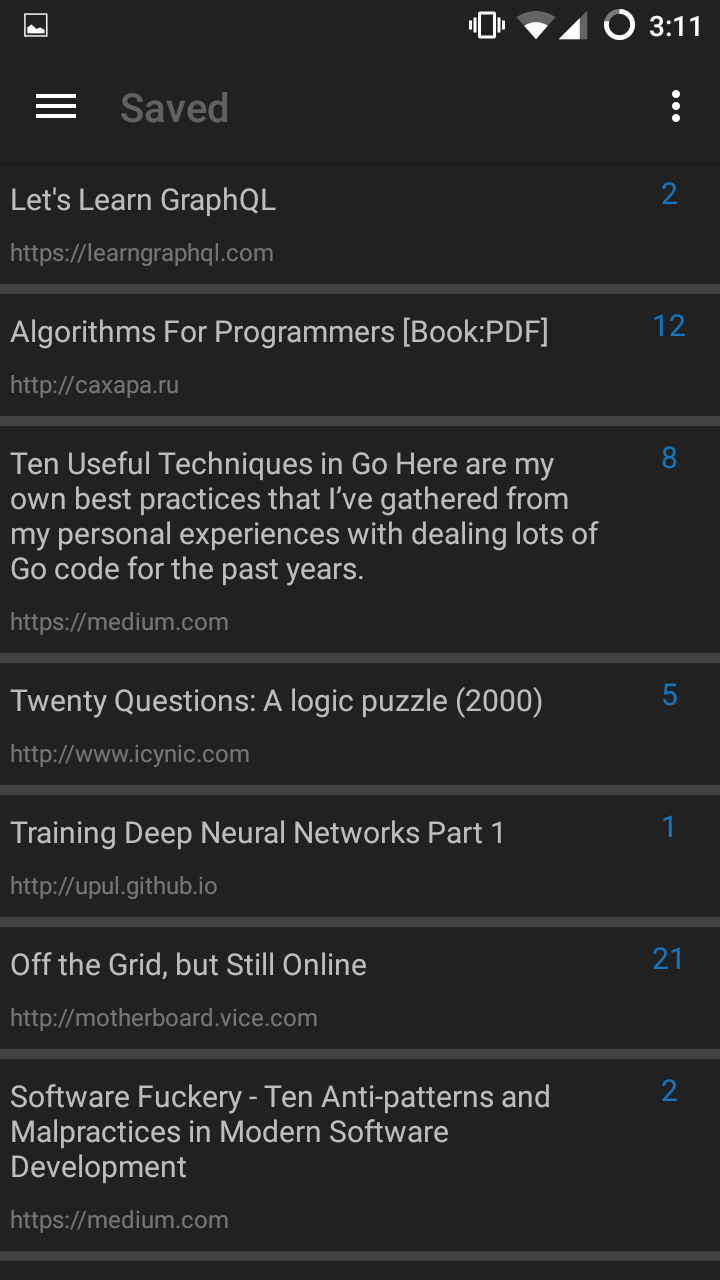 3:11
Saved
Let's Learn GraphQL
2
https://learngraphql.com
Algorithms For Programmers [Book:PDF]
12
http://caxapa.ru
Ten Useful Techniques in Go Here are my
8
own best practices that I’ve gathered from
my personal experiences with dealing lots of
Go code for the past years.
https://medium.com
Twenty Questions: A logic puzzle (2000)
5
http://www.icynic.com
Training Deep Neural Networks Part 1
1
http://upul.github.io
Off the Grid, but Still Online
21
http://motherboard.vice.com
Software Fuckery - Ten Anti-patterns and
2
Malpractices in Modern Software
Development
https://medium.com